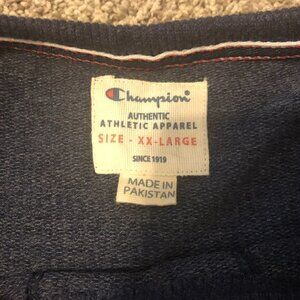 Champion
AUTHENTIC
ATHLETIC APPAREL
SIZE - XX-LARGE
SINCE 1919
MADE IN
PAKISTAN